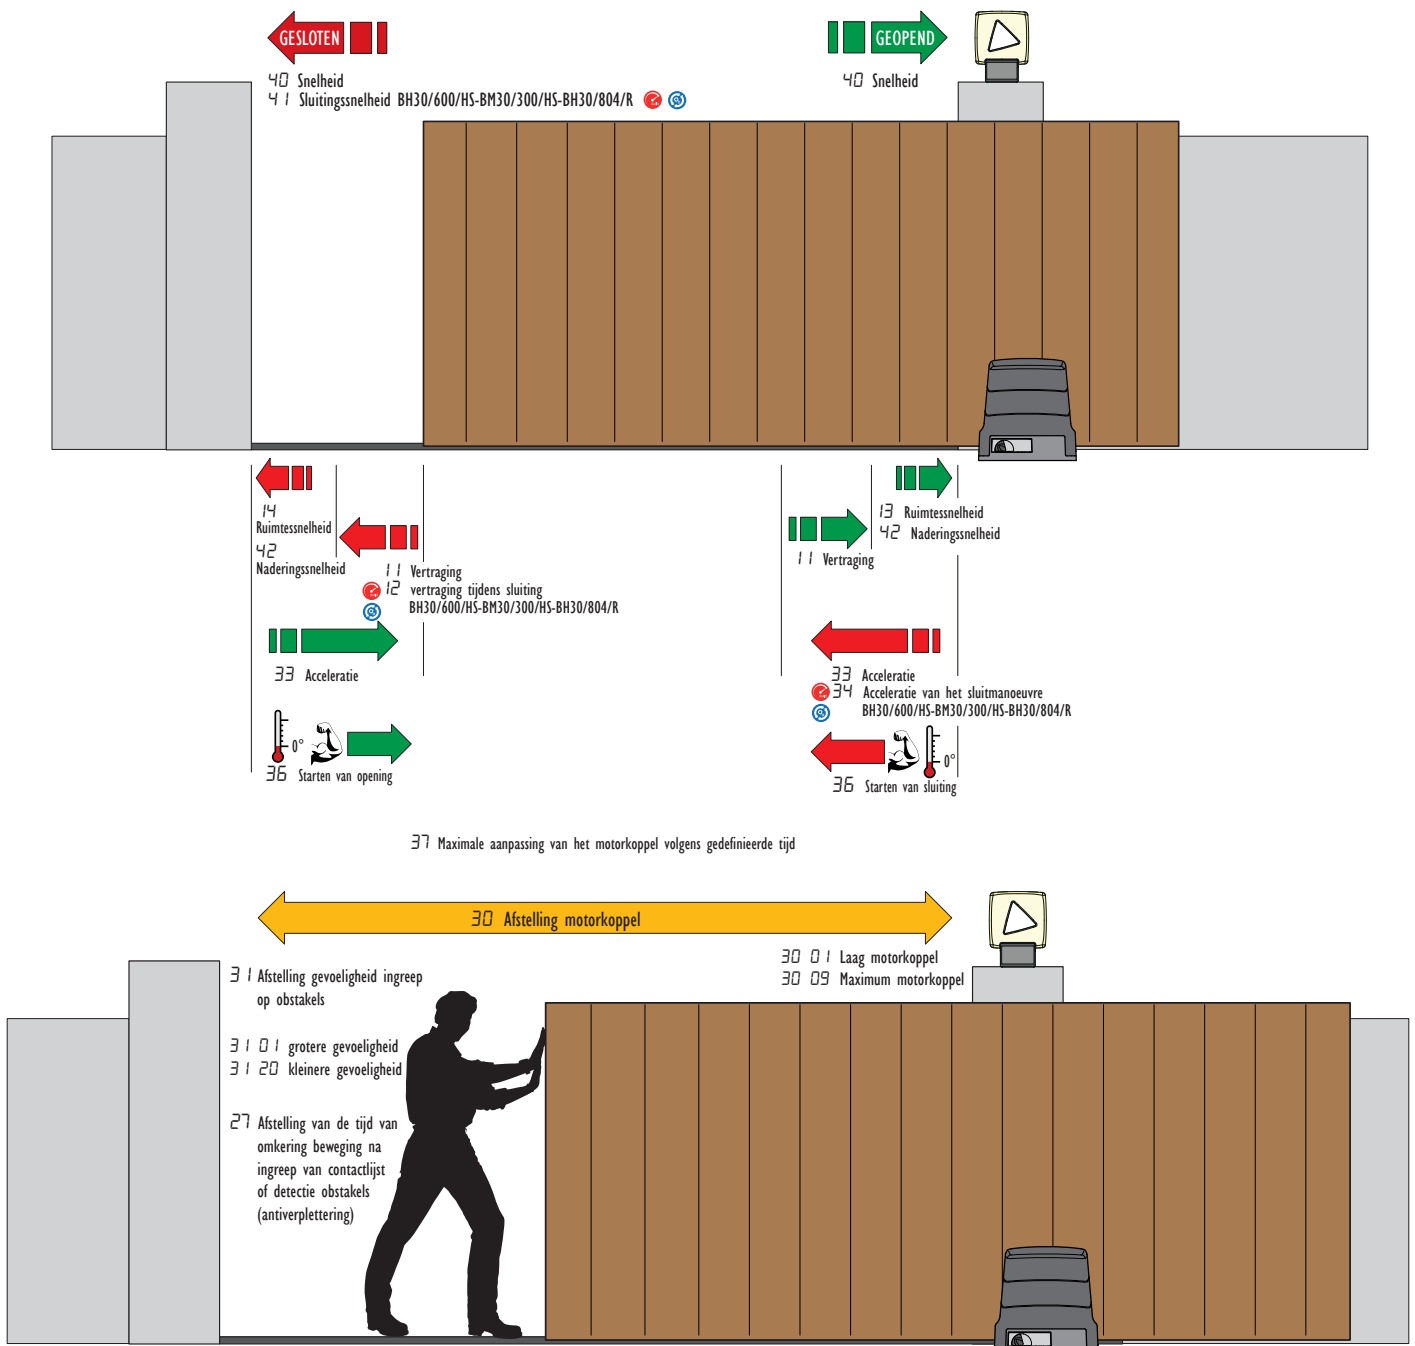 GESLOTEN
GEOPEND
40 Snelheid
41 Sluitingssnelheid BH30/600/HS-BM30/300/HS-BH30/804/R
40 Snelheid
14
Ruimtessnelheid
42
Naderingssnelheid
11 Vertraging
12 vertraging tijdens sluiting
BH30/600/HS-BM30/300/HS-BH30/804/R
13 Ruimtessnelheid
42 Naderingssnelheid
11 Vertraging
33 Acceleratie
33 Acceleratie
34 Acceleratie van het sluitmanoeuvre
BH30/600/HS-BM30/300/HS-BH30/804/R
0°
36 Starten van opening
0°
36 Starten van sluiting
37 Maximale aanpassing van het motorkoppel volgens gedefinieerde tijd
30 Afstelling motorkoppel
30 01 Laag motorkoppel
30 09 Maximum motorkoppel
31 Afstelling gevoeligheid ingreep
op obstakels
31 01 grotere gevoeligheid
31 20 kleinere gevoeligheid
27 Afstelling van de tijd van
omkering beweging na
ingreep van contactlijst
of detectie obstakels
(antiverplettering)